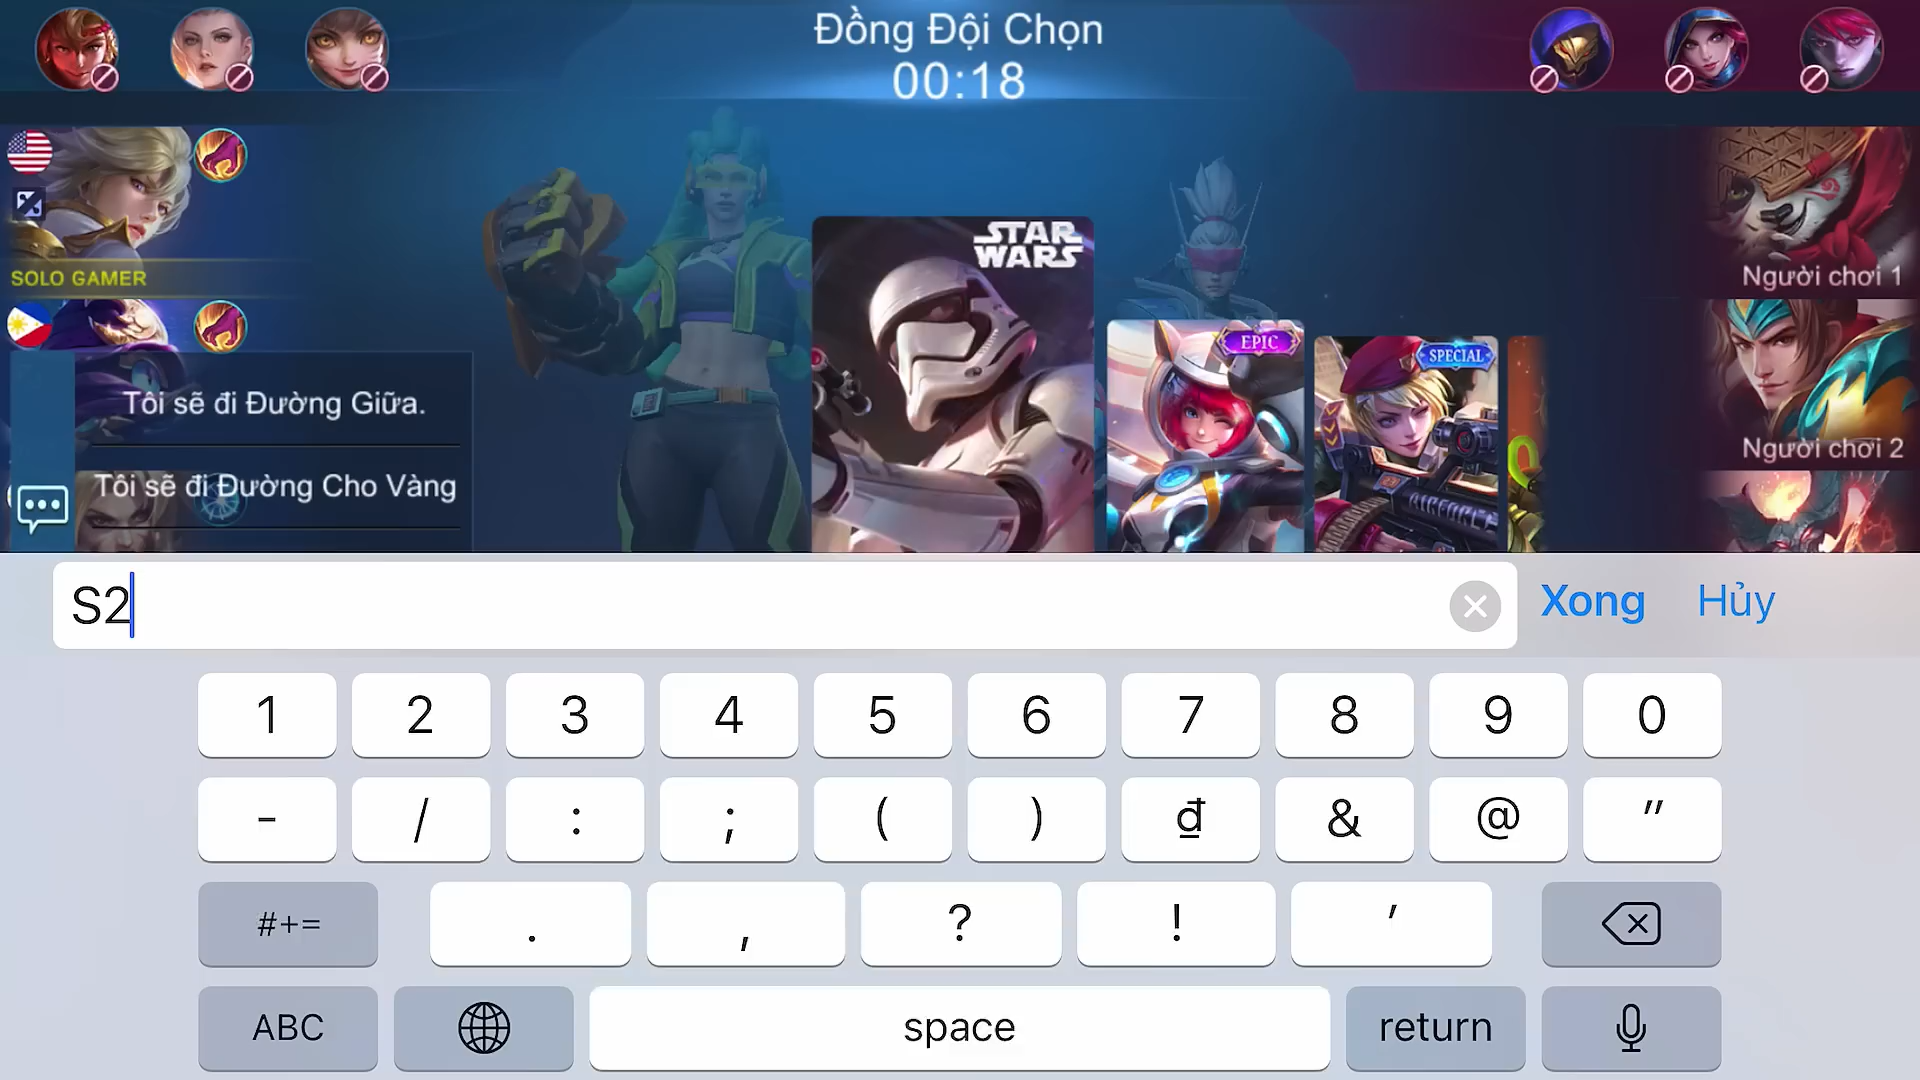 Đồng Đội Chọn
00:18
SOLO GAMER
Tôi sẽ đi Đường Giữa.
Tôi sẽ đi Đường Cho Vàng
STAR
WARS
EPIC
SPECIAL
AIRFORCE
Người chơi 1
Người chơi 2
S2
Xong
Hủy
1 2 3 4 5 6 7 8 9 0
- / : ; ( ) ₫ & @ "
#+= . , ? ! '
ABC space return